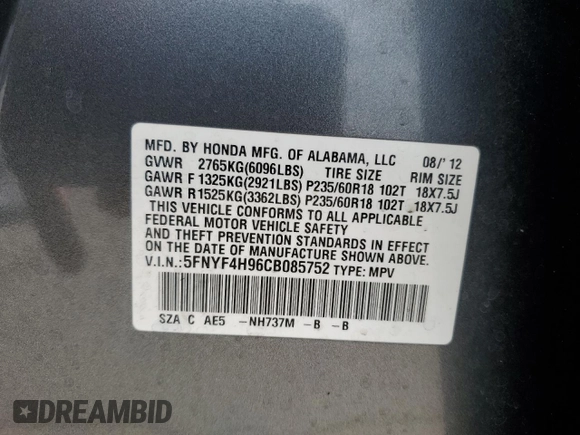 MFD. BY HONDA MFG. OF ALABAMA, LLC 08/'12
GVWR 2765KG(6096LBS) TIRE SIZE RIM SIZE
GAWR F 1325KG(2921LBS) P235/60R18 102T 18X7.5J
GAWR R1525KG(3362LBS) P235/60R18 102T 18X7.5J
THIS VEHICLE CONFORMS TO ALL APPLICABLE
FEDERAL MOTOR VEHICLE SAFETY
AND THEFT PREVENTION STANDARDS IN EFFECT
ON THE DATE OF MANUFACTURE SHOWN ABOVE.
V.I.N.:5FNYF4H96CB085752 TYPE: MPV
SZA C AE5 -NH737M -B -B
DREAMBID